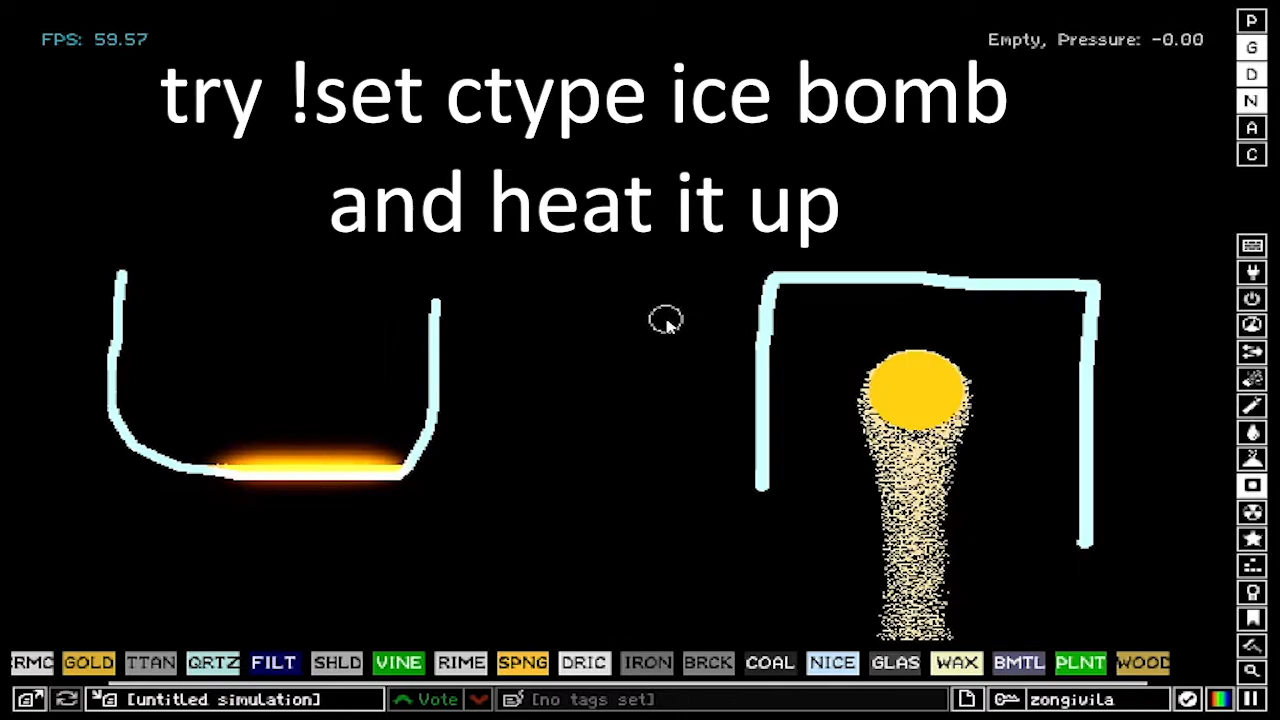 FPS: 59.57
Empty, Pressure: -0.00
try !set ctype ice bomb
and heat it up
P
G
D
N
A
C
RMC GOLD TTAN QRTZ FILT SHLD VINE RIME SPNG DRIC IRON BRCK COAL NICE GLAS WAX BMTL PLNT WOOD
[untitled simulation] Vote [no tags set] zongivila